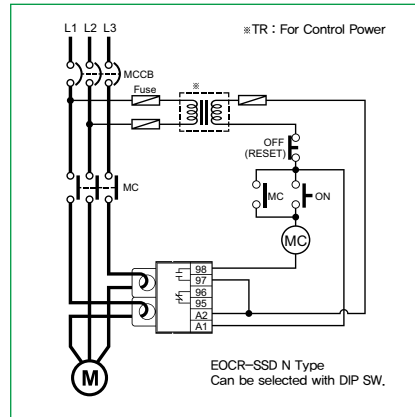 L1 L2 L3
※TR : For Control Power
MCCB
Fuse
※
OFF
(RESET)
MC
MC
ON
MC
98
97
96
95
A2
A1
M
EOCR-SSD N Type
Can be selected with DIP SW.